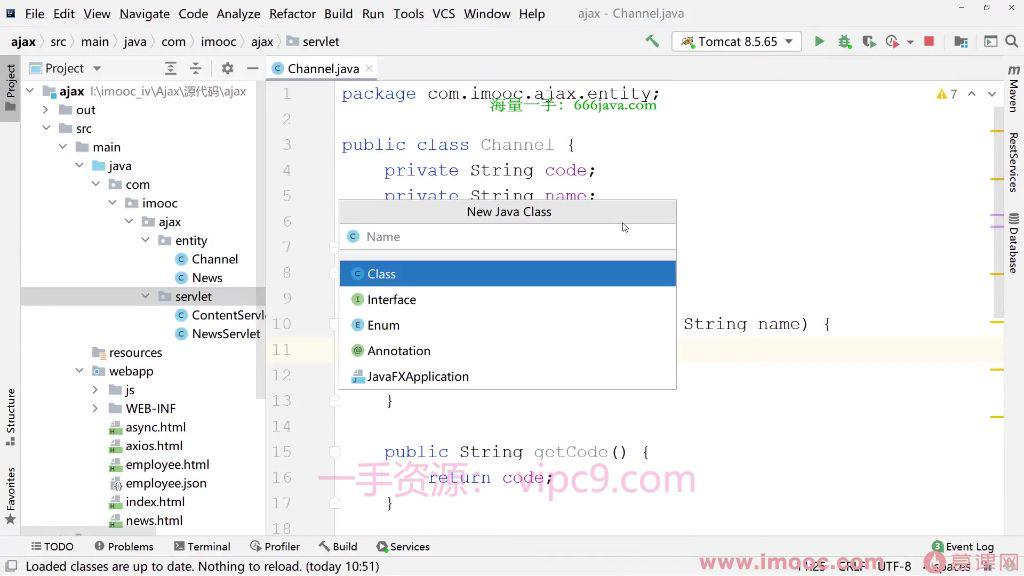 File Edit View Navigate Code Analyze Refactor Build Run Tools VCS Window Help ajax - Channel.java
ajax src main java com imooc ajax servlet Tomcat 8.5.65
Project
Channel.java
Project
ajax I:\imooc_iv\Ajax\源代码\ajax
out
src
main
java
com
imooc
ajax
entity
Channel
News
servlet
ContentServl
NewsServlet
resources
webapp
js
WEB-INF
async.html
axios.html
employee.html
employee.json
index.html
news.html
Structure
Favorites
1 package com.imooc.ajax.entity;
海量一手：666java.com
7
2
3 public class Channel {
4 private String code;
5 private String name;
6
7
8
9
10 String name) {
11
12
13 }
14
15 public String getCode() {
16 return code;
17 }
18
New Java Class
Name
Class
Interface
Enum
Annotation
JavaFXApplication
一手资源：vipc9.com
Maven
RestServices
Database
TODO Problems Terminal Profiler Build Services 3 Event Log
Loaded classes are up to date. Nothing to reload. (today 10:51) 11:25 CRLF UTF-8 4 spaces
www.imooc.com 慕课网